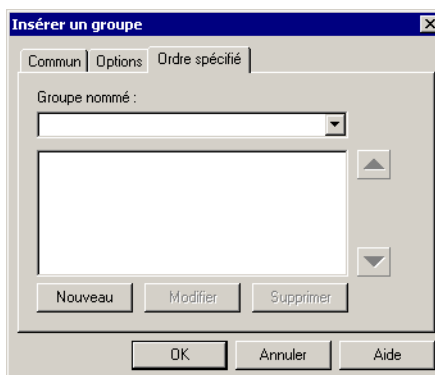 Insérer un groupe
Commun Options Ordre spécifié
Groupe nommé :
Nouveau Modifier Supprimer
OK Annuler Aide